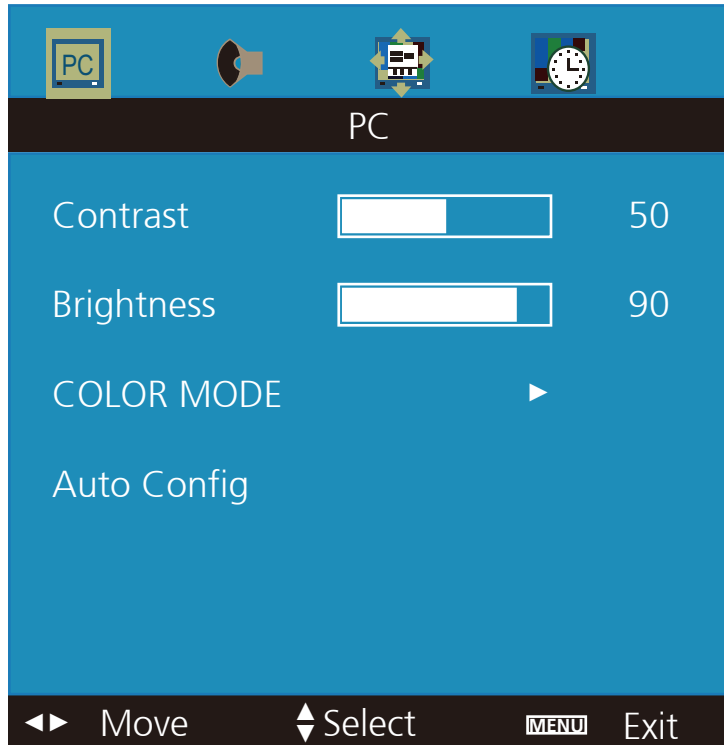 PC
PC
Contrast 50
Brightness 90
COLOR MODE ►
Auto Config
◄► Move ▲▼ Select MENU Exit